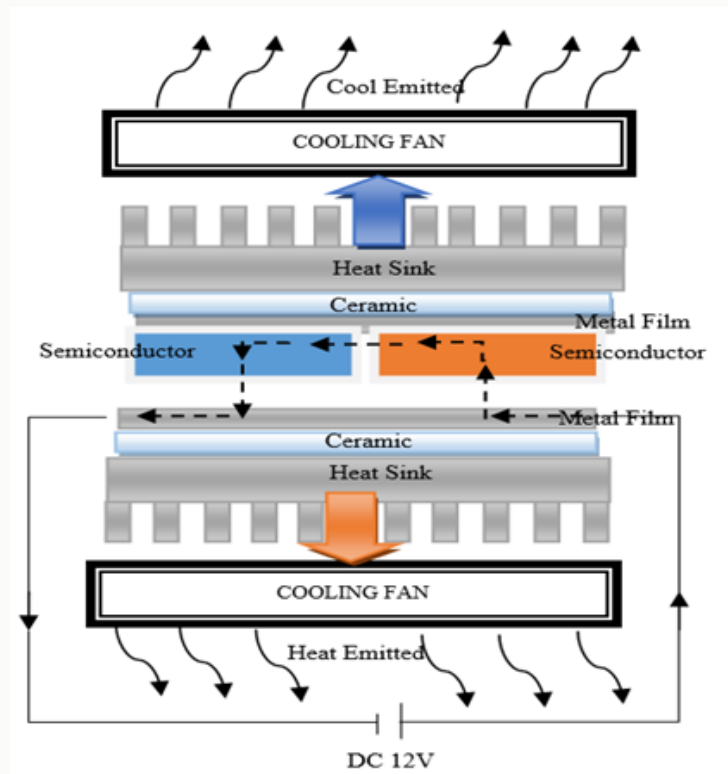 Cool Emitted
COOLING FAN
Heat Sink
Ceramic
Metal Film
Semiconductor
Semiconductor
Metal Film
Ceramic
Heat Sink
COOLING FAN
Heat Emitted
DC 12V